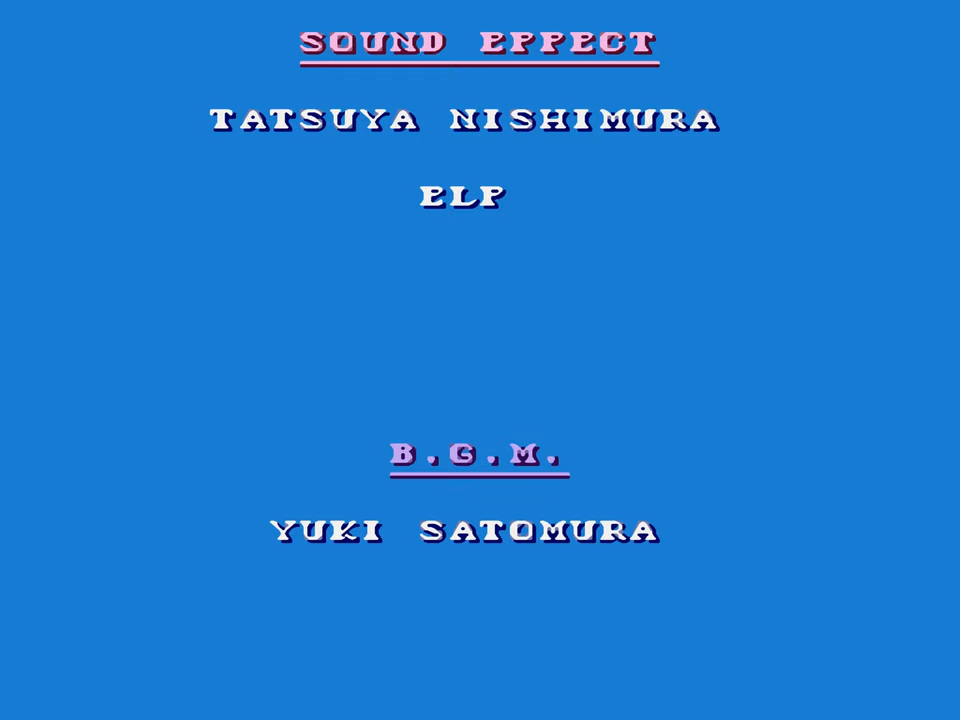 SOUND EFFECT
TATSUYA NISHIMURA
ELP
B.G.M.
YUKI SATOMURA